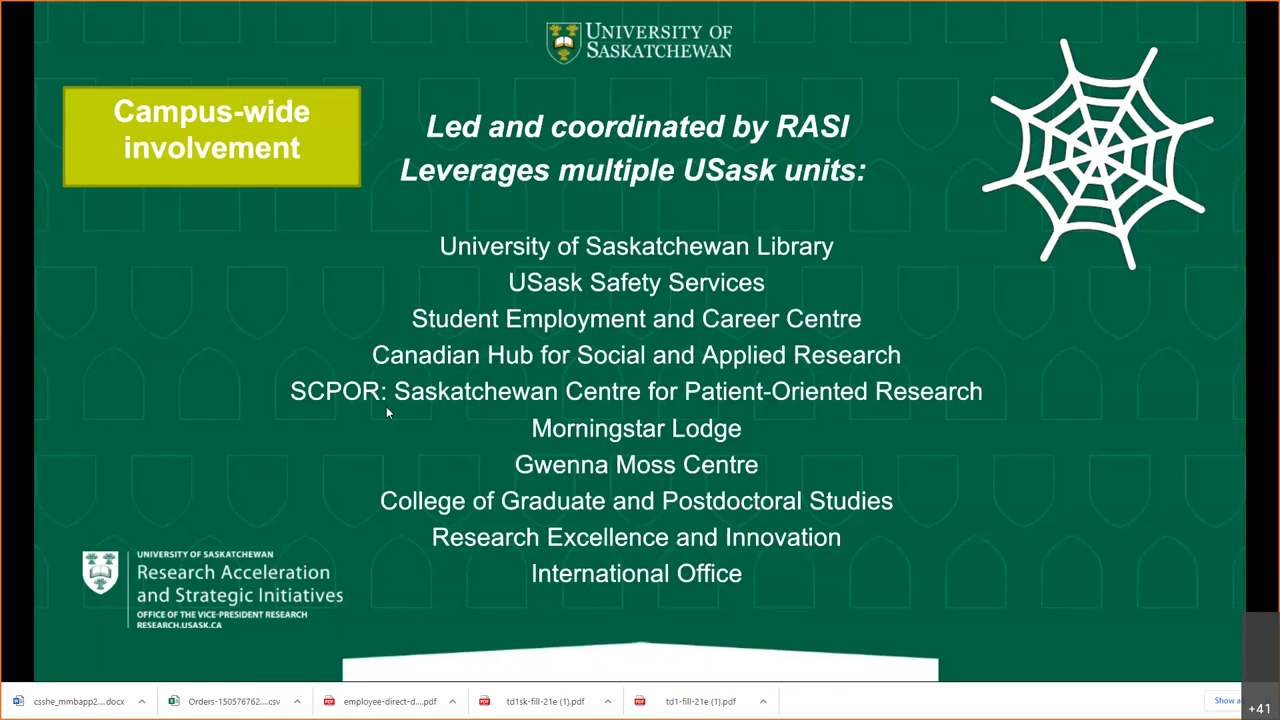 UNIVERSITY OF
SASKATCHEWAN
Campus-wide
involvement
Led and coordinated by RASI
Leverages multiple USask units:
University of Saskatchewan Library
USask Safety Services
Student Employment and Career Centre
Canadian Hub for Social and Applied Research
SCPOR: Saskatchewan Centre for Patient-Oriented Research
Morningstar Lodge
Gwenna Moss Centre
College of Graduate and Postdoctoral Studies
Research Excellence and Innovation
International Office
UNIVERSITY OF SASKATCHEWAN
Research Acceleration
and Strategic Initiatives
OFFICE OF THE VICE-PRESIDENT RESEARCH
RESEARCH.USASK.CA
csshe_mmbapp2....docx
Orders-150576762....csv
employee-direct-d....pdf
td1sk-fill-21e (1).pdf
td1-fill-21e (1).pdf
Show
+41